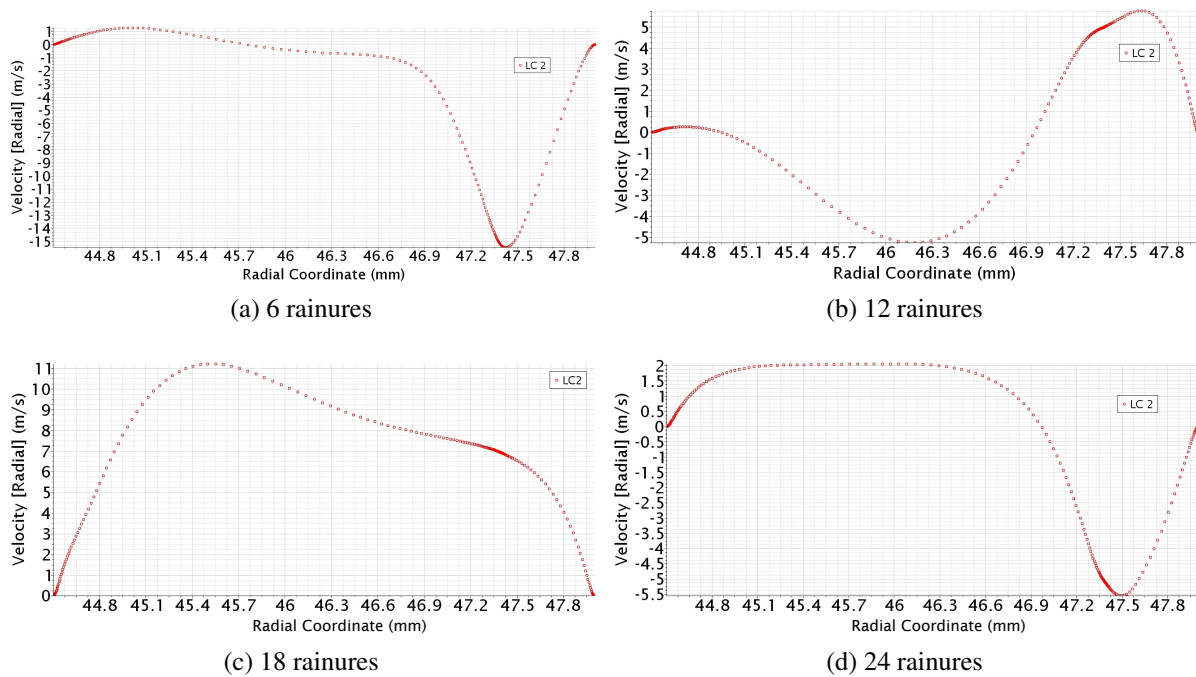 Velocity [Radial] (m/s)
1
0
-1
-2
-3
-4
-5
-6
-7
-8
-9
-10
-11
-12
-13
-14
-15
LC 2
44.8 45.1 45.4 45.7 46 46.3 46.6 46.9 47.2 47.5 47.8
Radial Coordinate (mm)
(a) 6 rainures
Velocity [Radial] (m/s)
5
4
3
2
1
0
-1
-2
-3
-4
-5
LC 2
44.8 45.1 45.4 45.7 46 46.3 46.6 46.9 47.2 47.5 47.8
Radial Coordinate (mm)
(b) 12 rainures
Velocity [Radial] (m/s)
11
10
9
8
7
6
5
4
3
2
1
0
LC2
44.8 45.1 45.4 45.7 46 46.3 46.6 46.9 47.2 47.5 47.8
Radial Coordinate (mm)
(c) 18 rainures
Velocity [Radial] (m/s)
2
1.5
1
0.5
0
-0.5
-1
-1.5
-2
-2.5
-3
-3.5
-4
-4.5
-5
-5.5
LC 2
44.8 45.1 45.4 45.7 46 46.3 46.6 46.9 47.2 47.5 47.8
Radial Coordinate (mm)
(d) 24 rainures